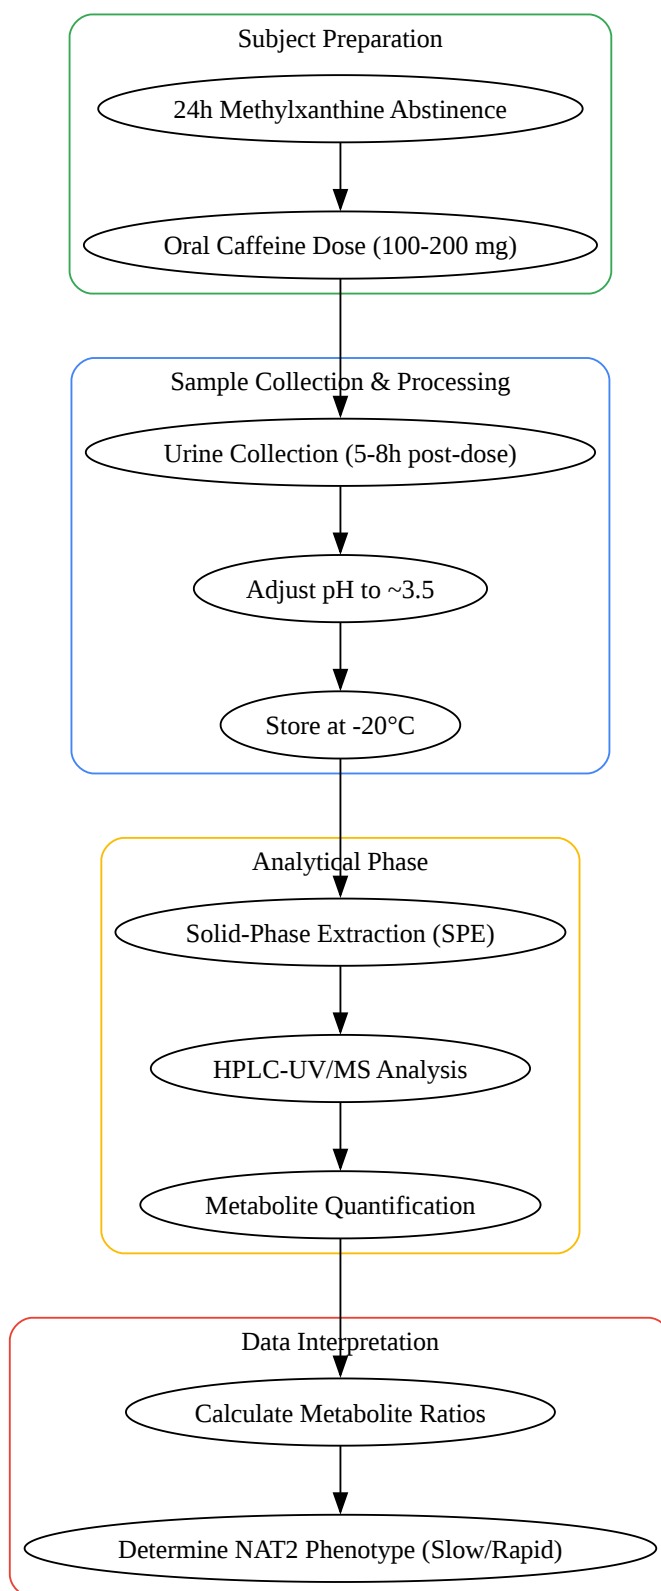 Subject Preparation
24h Methylxanthine Abstinence
Oral Caffeine Dose (100-200 mg)
Sample Collection & Processing
Urine Collection (5-8h post-dose)
Adjust pH to ~3.5
Store at -20°C
Analytical Phase
Solid-Phase Extraction (SPE)
HPLC-UV/MS Analysis
Metabolite Quantification
Data Interpretation
Calculate Metabolite Ratios
Determine NAT2 Phenotype (Slow/Rapid)